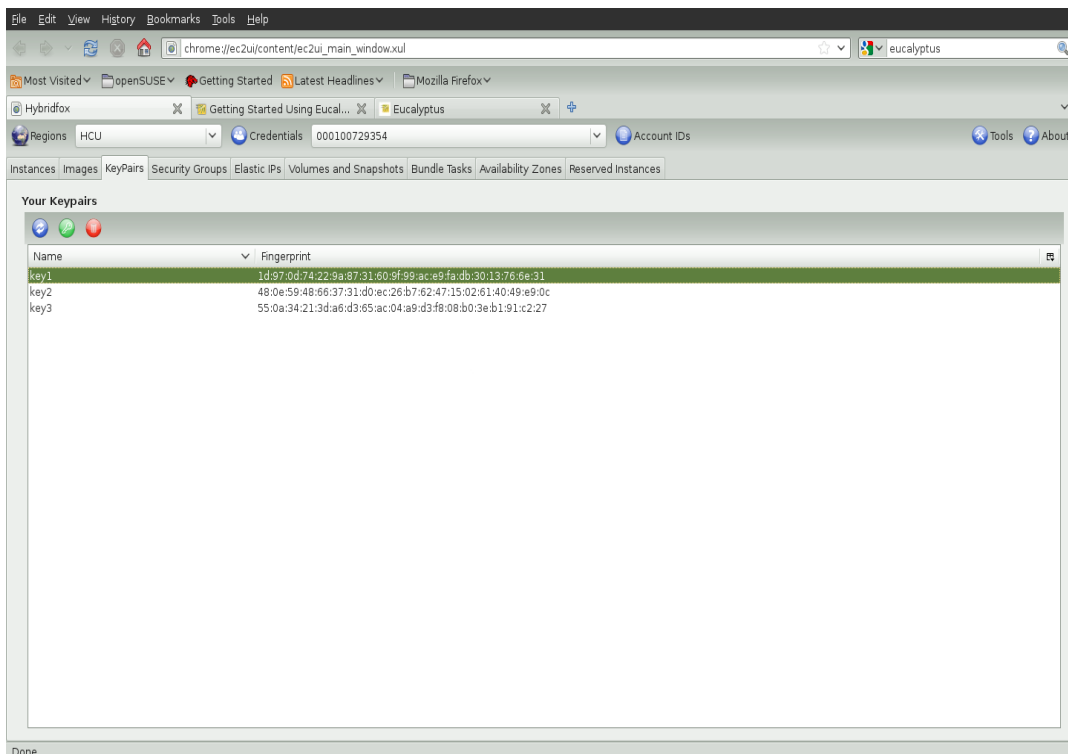 File Edit View History Bookmarks Tools Help
chrome://ec2ui/content/ec2ui_main_window.xul eucalyptus
Most Visited openSUSE Getting Started Latest Headlines Mozilla Firefox
Hybridfox Getting Started Using Eucal... Eucalyptus
Regions HCU Credentials 000100729354 Account IDs Tools About
Instances Images KeyPairs Security Groups Elastic IPs Volumes and Snapshots Bundle Tasks Availability Zones Reserved Instances
Your Keypairs
Name Fingerprint
key1 1d:97:0d:74:22:9a:87:31:60:9f:99:ac:e9:fa:db:30:13:76:6e:31
key2 48:0e:59:48:66:37:31:d0:ec:26:b7:62:47:15:02:61:40:49:e9:0c
key3 55:0a:34:21:3d:a6:d3:65:ac:04:a9:d3:f8:08:b0:3e:b1:91:c2:27
Done